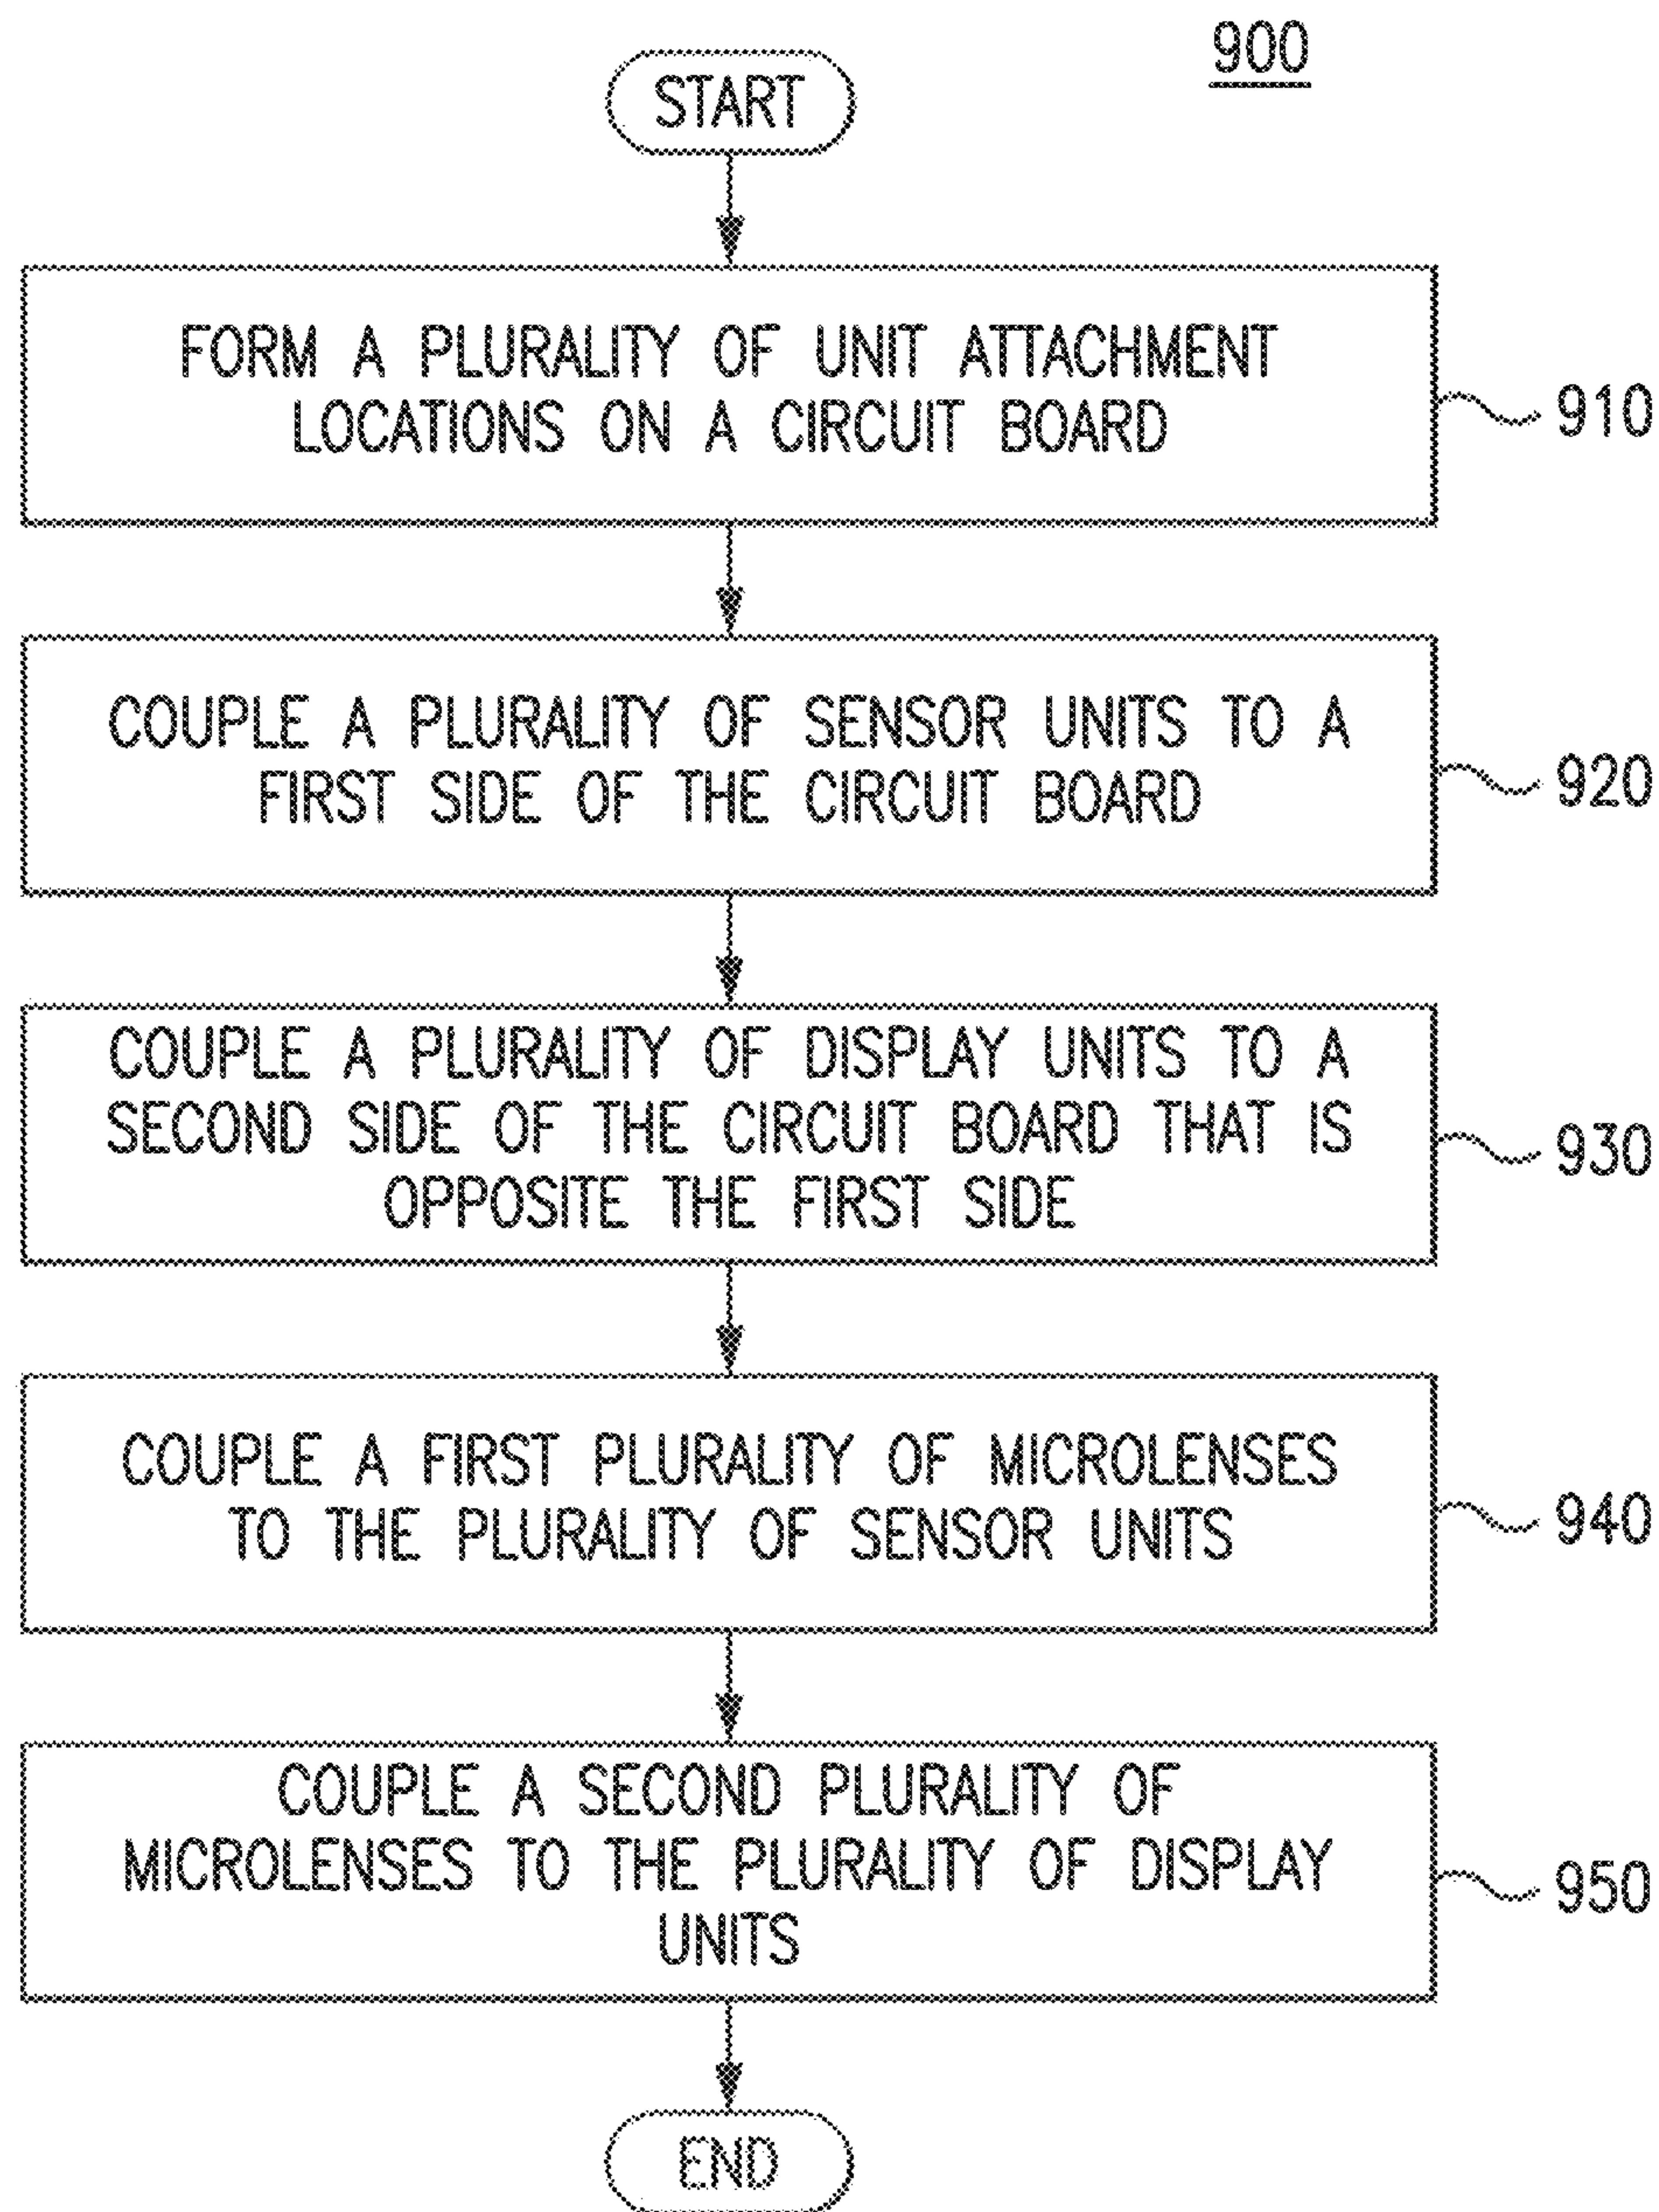 900
START
FORM A PLURALITY OF UNIT ATTACHMENT
LOCATIONS ON A CIRCUIT BOARD
910
COUPLE A PLURALITY OF SENSOR UNITS TO A
FIRST SIDE OF THE CIRCUIT BOARD
920
COUPLE A PLURALITY OF DISPLAY UNITS TO A
SECOND SIDE OF THE CIRCUIT BOARD THAT IS
OPPOSITE THE FIRST SIDE
930
COUPLE A FIRST PLURALITY OF MICROLENSES
TO THE PLURALITY OF SENSOR UNITS
940
COUPLE A SECOND PLURALITY OF
MICROLENSES TO THE PLURALITY OF DISPLAY
UNITS
950
END